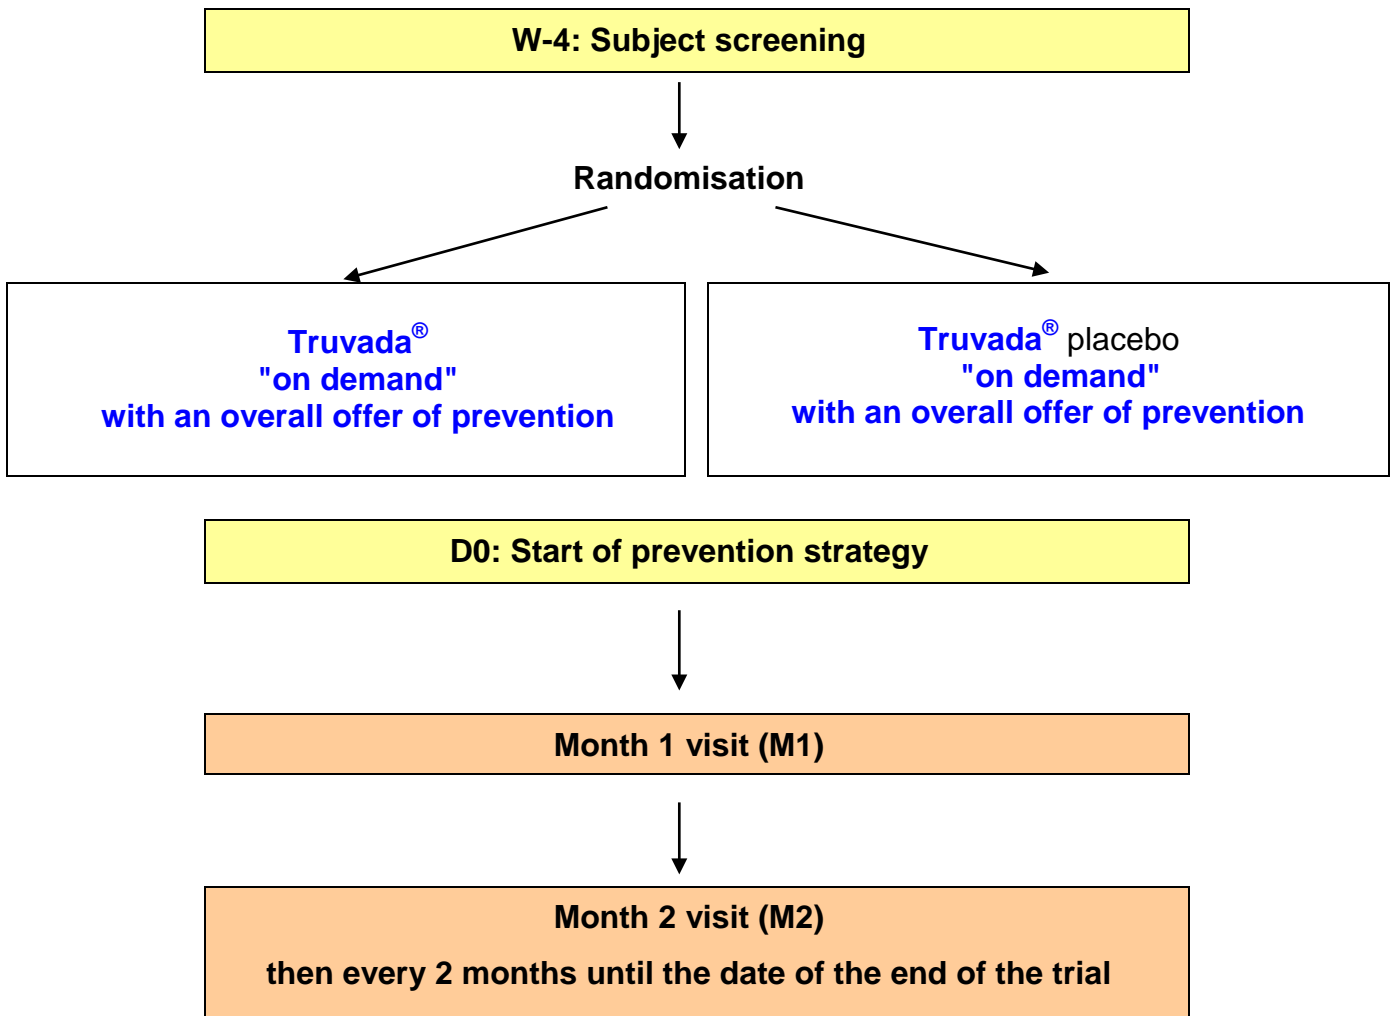 W-4: Subject screening
Randomisation
Truvada®
"on demand"
with an overall offer of prevention
Truvada® placebo
"on demand"
with an overall offer of prevention
D0: Start of prevention strategy
Month 1 visit (M1)
Month 2 visit (M2)
then every 2 months until the date of the end of the trial